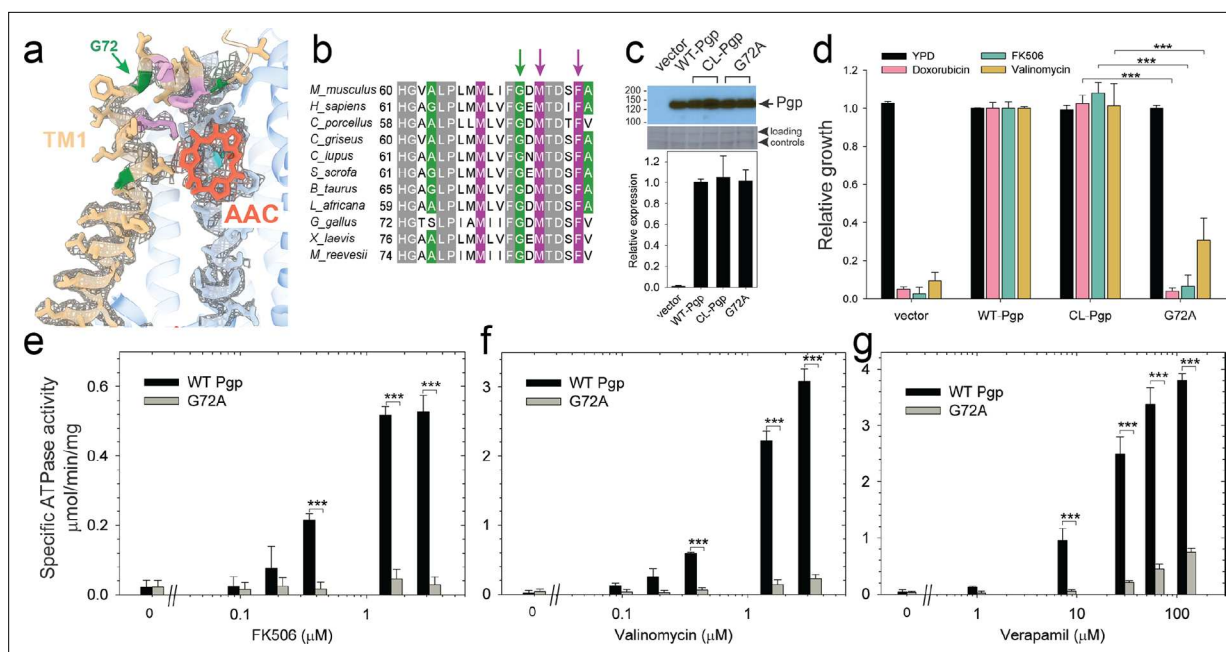 a
G72
TM1
AAC
b
M_musculus 60 HGVALPLMMLIFGDMTDSFA
H_sapiens 61 HGAGLPLMMLVFGEMTDIFA
C_porcellus 58 HGAALPLLMLVFGDMTDTFV
C_griseus 60 HGVALPLMMLVFGDMTDSFA
C_lupus 61 HGAALPLMMLVFGNMTDSFA
S_scrofa 61 HGAGLPLMMLVFGEMTDSFA
B_taurus 65 HGAALPLMMLVFGDMTDSFA
L_africana 59 HGAALPLMMLVFGDMTDSFA
G_gallus 72 HGTSLPIAMIIFGDMTDSFV
X_laevis 76 HGAALPLMMLVFGEMTDSFV
M_reevesii 74 HGAALPIMMIIFGDMTDSFV
c
vector
WT-Pgp
CL-Pgp
G72A
200
150
120
100
Pgp
loading
controls
Relative expression
1.2
1.0
0.8
0.6
0.4
0.2
0.0
vector
WT-Pgp
CL-Pgp
G72A
d
YPD
FK506
Doxorubicin
Valinomycin
***
***
***
Relative growth
1.2
1.0
0.8
0.6
0.4
0.2
0.0
vector WT-Pgp CL-Pgp G72A
e
WT Pgp
G72A
***
***
***
Specific ATPase activity
µmol/min/mg
0.6
0.4
0.2
0.0
0 0.1 1
FK506 (µM)
f
WT Pgp
G72A
***
***
***
3
2
1
0
0 0.1 1
Valinomycin (µM)
g
WT Pgp
G72A
***
***
***
***
4
3
2
1
0
0 1 10 100
Verapamil (µM)